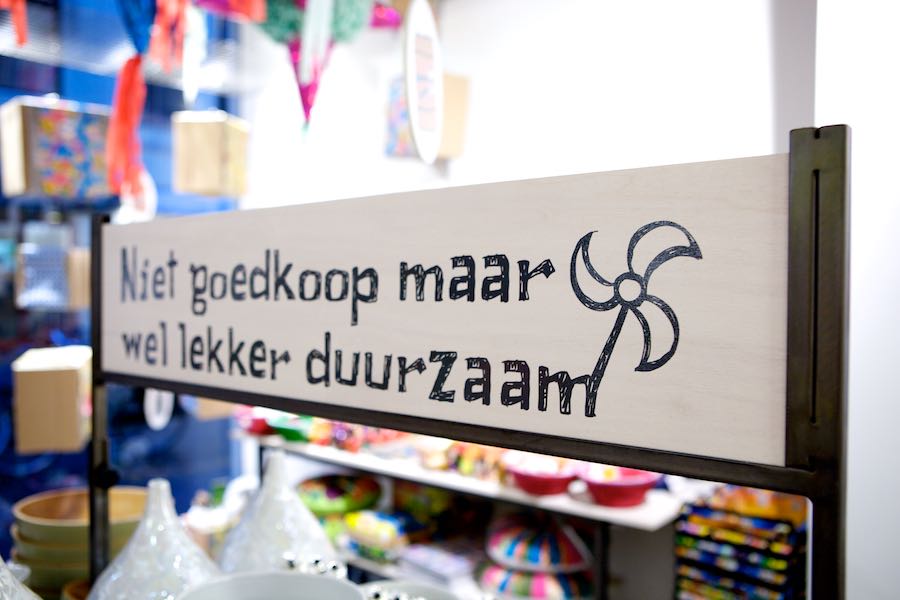 Niet goedkoop maar
wel lekker duurzaam